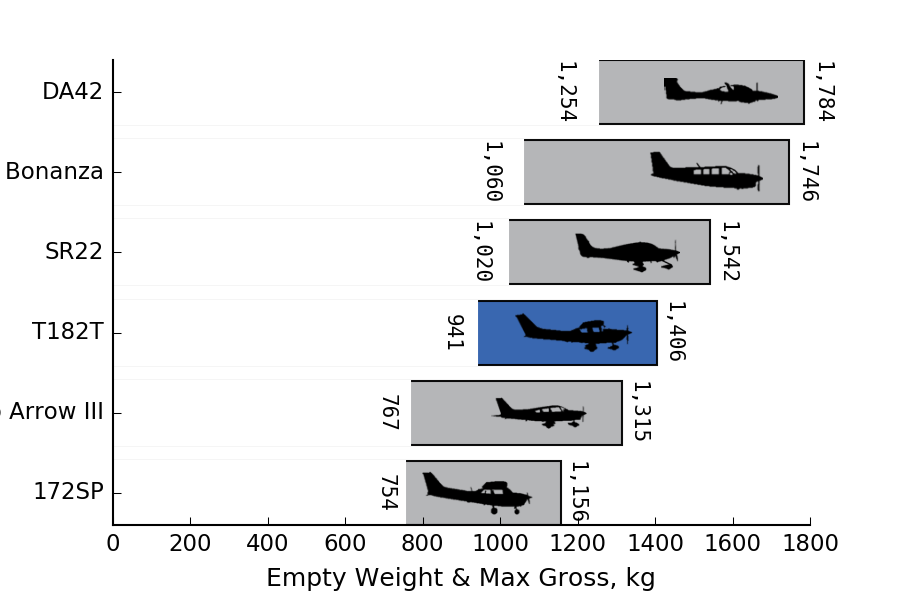 DA42 1,254 1,784
Bonanza 1,060 1,746
SR22 1,020 1,542
T182T 941 1,406
Arrow III 767 1,315
172SP 754 1,156
0 200 400 600 800 1000 1200 1400 1600 1800
Empty Weight & Max Gross, kg